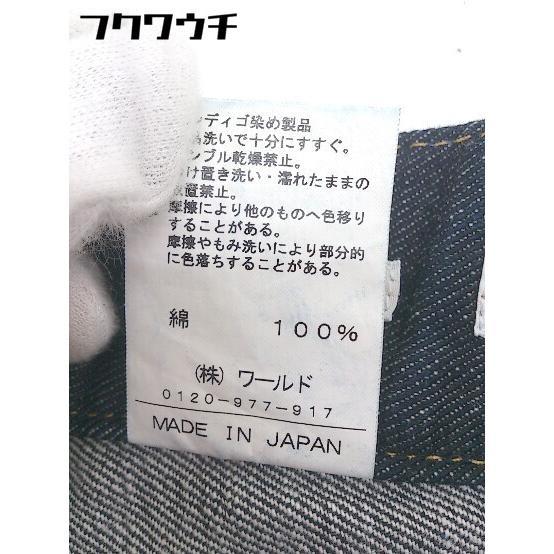 フクワウチ
ンディゴ染め製品
洗いで十分にすすぐ。
ンブル乾燥禁止。
け置き洗い・濡れたままの
置禁止。
摩擦により他のものへ色移り
することがある。
摩擦やもみ洗いにより部分的
に色落ちすることがある。
綿 100%
(株) ワールド
0120-977-917
MADE IN JAPAN